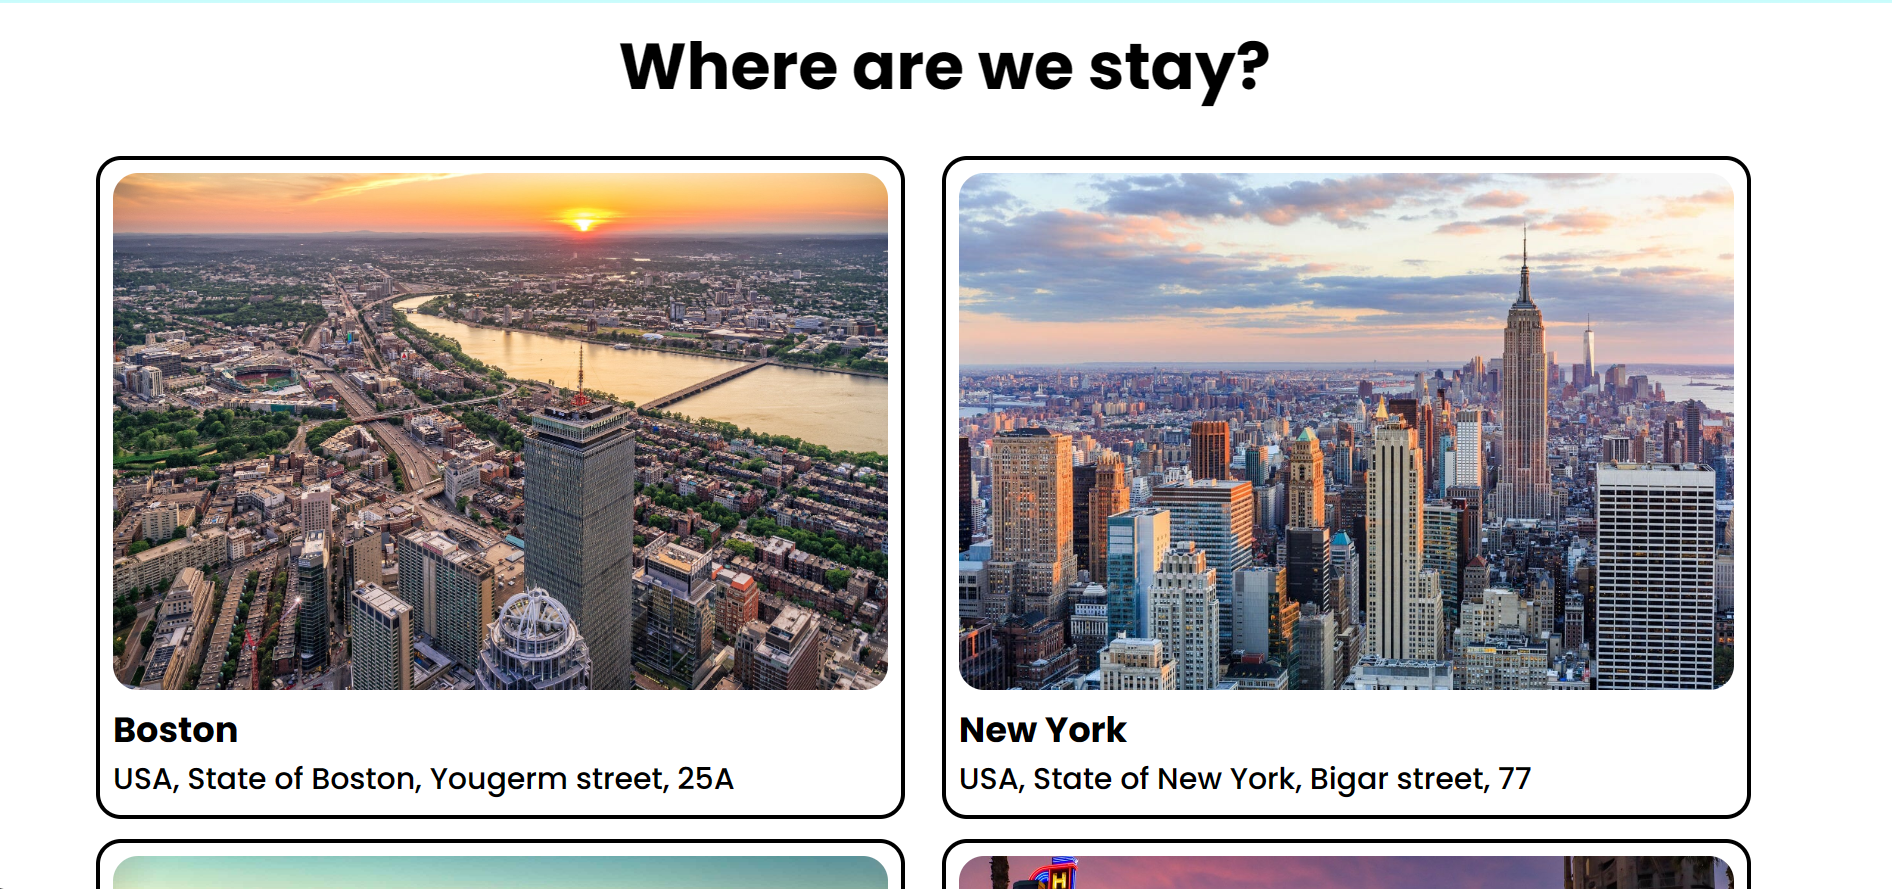 Where are we stay?
Boston
USA, State of Boston, Yougerm street, 25A
New York
USA, State of New York, Bigar street, 77
H